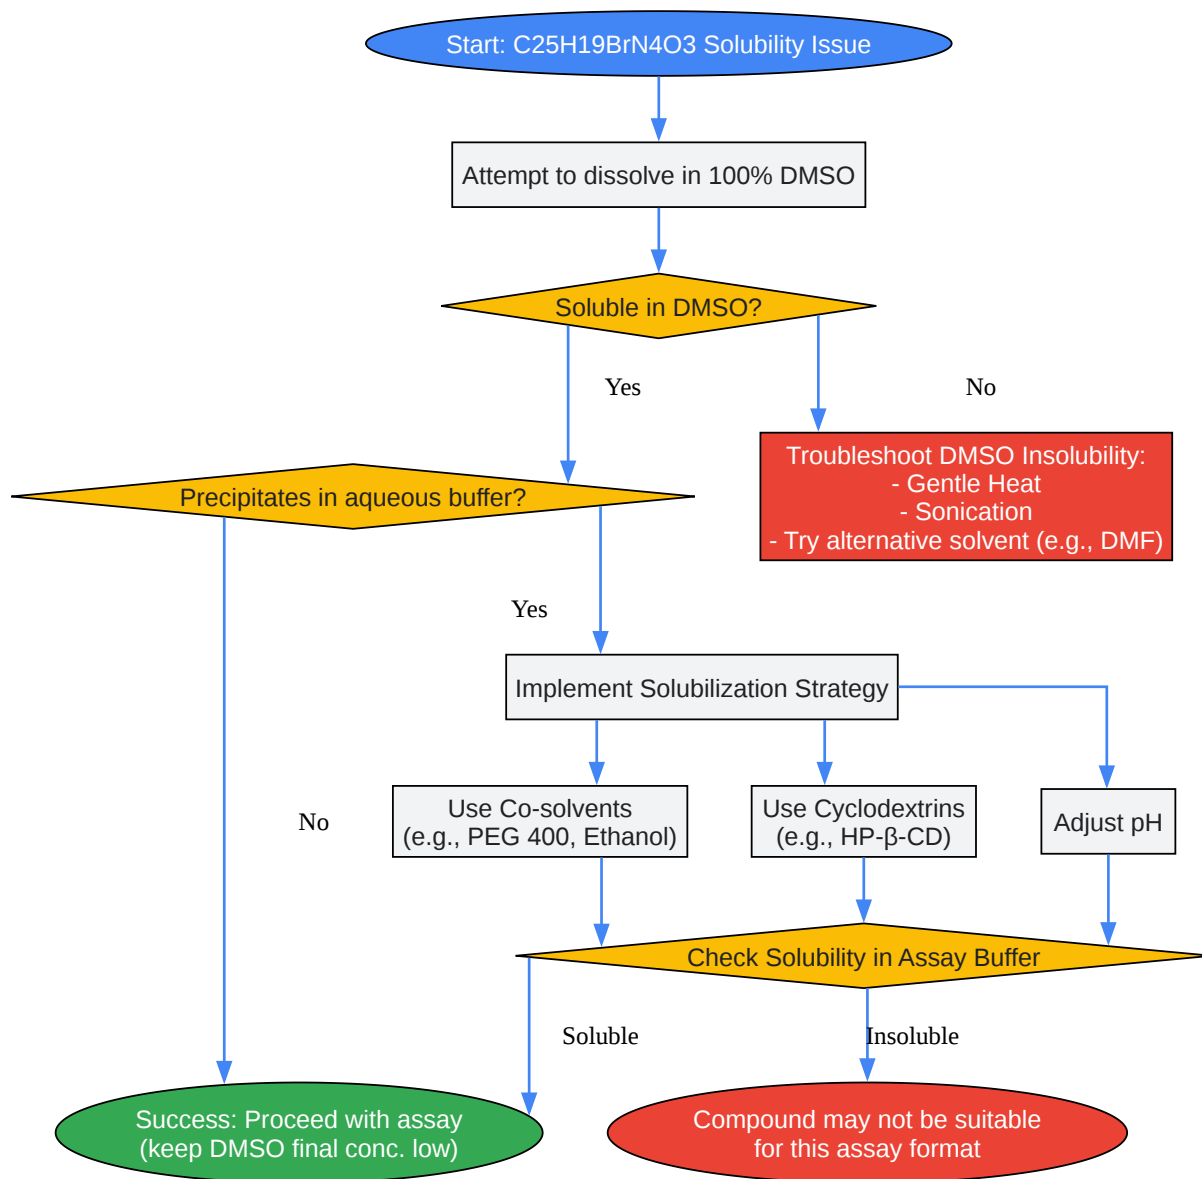 Start: C25H19BrN4O3 Solubility Issue
Attempt to dissolve in 100% DMSO
Soluble in DMSO?
Yes
No
Troubleshoot DMSO Insolubility:
- Gentle Heat
- Sonication
- Try alternative solvent (e.g., DMF)
Precipitates in aqueous buffer?
Yes
Implement Solubilization Strategy
No
Use Co-solvents
(e.g., PEG 400, Ethanol)
Use Cyclodextrins
(e.g., HP-β-CD)
Adjust pH
Check Solubility in Assay Buffer
Soluble
Insoluble
Success: Proceed with assay
(keep DMSO final conc. low)
Compound may not be suitable
for this assay format